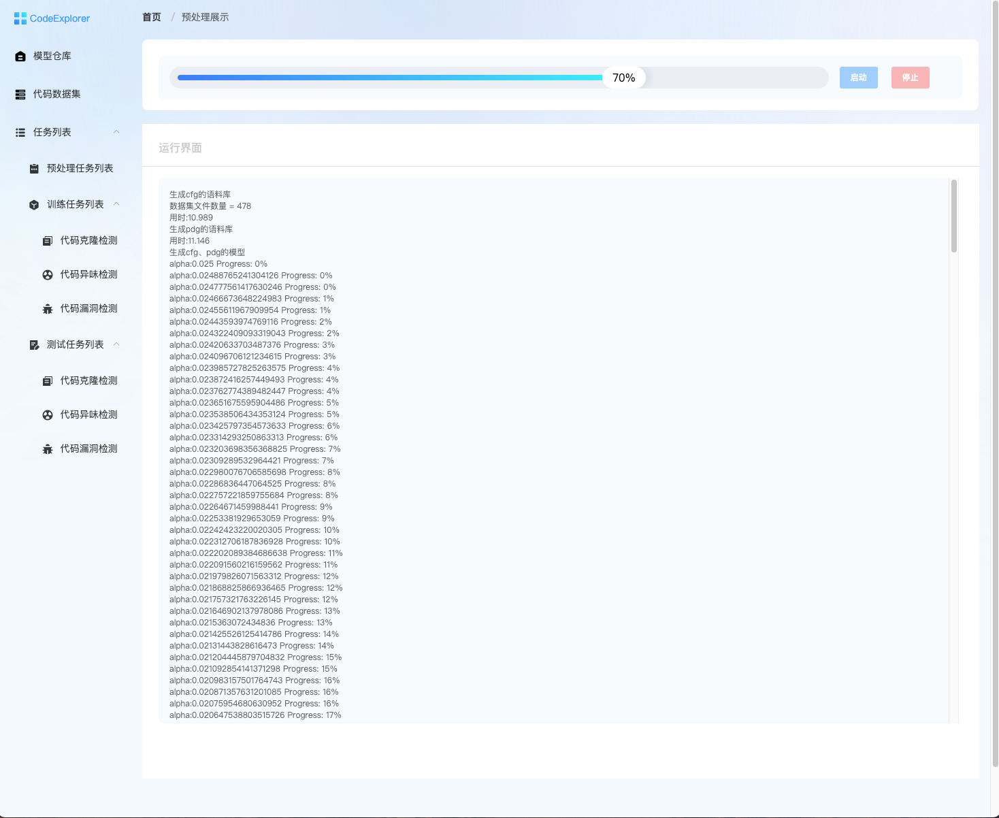 CodeExplorer
首页 / 预处理展示
模型仓库
代码数据集
任务列表
预处理任务列表
训练任务列表
代码克隆检测
代码异味检测
代码漏洞检测
测试任务列表
代码克隆检测
代码异味检测
代码漏洞检测
70%
启动
停止
运行界面
生成cfg的语料库
数据集文件数量 = 478
用时:10.989
生成pdg的语料库
用时:11.146
生成cfg、pdg的模型
alpha:0.025 Progress: 0%
alpha:0.02488765241304126 Progress: 0%
alpha:0.024777561417630246 Progress: 0%
alpha:0.02466673648224983 Progress: 1%
alpha:0.02455611967909954 Progress: 1%
alpha:0.02443593974769116 Progress: 2%
alpha:0.024322409093319043 Progress: 2%
alpha:0.02420633703487376 Progress: 3%
alpha:0.024096706121234615 Progress: 3%
alpha:0.023985727825263575 Progress: 4%
alpha:0.023872416257449493 Progress: 4%
alpha:0.023762774389482447 Progress: 4%
alpha:0.023651675595904486 Progress: 5%
alpha:0.023538506434353124 Progress: 5%
alpha:0.023425797354573633 Progress: 6%
alpha:0.023314293250863313 Progress: 6%
alpha:0.023203698356368825 Progress: 7%
alpha:0.02309289532964421 Progress: 7%
alpha:0.022980076706585698 Progress: 8%
alpha:0.02286836447064525 Progress: 8%
alpha:0.022757221859755684 Progress: 8%
alpha:0.02264671459988441 Progress: 9%
alpha:0.02253381929653059 Progress: 9%
alpha:0.02242423220020305 Progress: 10%
alpha:0.022312706187836928 Progress: 10%
alpha:0.022202089384686638 Progress: 11%
alpha:0.022091560216159562 Progress: 11%
alpha:0.021979826071563312 Progress: 12%
alpha:0.021868825866936465 Progress: 12%
alpha:0.021757321763226145 Progress: 12%
alpha:0.021646902137978086 Progress: 13%
alpha:0.0215363072434836 Progress: 13%
alpha:0.021425526125414786 Progress: 14%
alpha:0.02131443828616473 Progress: 14%
alpha:0.021204445879704832 Progress: 15%
alpha:0.021092854141371298 Progress: 15%
alpha:0.020983157501764743 Progress: 16%
alpha:0.020871357631201085 Progress: 16%
alpha:0.02075954680630952 Progress: 16%
alpha:0.020647538803515726 Progress: 17%